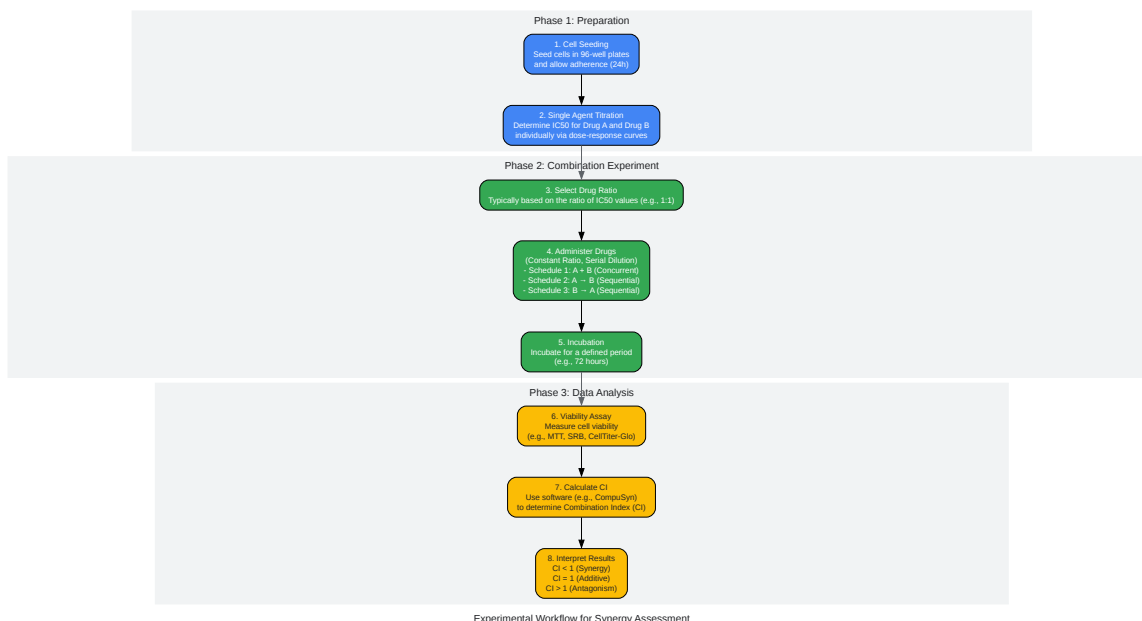 Phase 1: Preparation
1. Cell Seeding
Seed cells in 96-well plates
and allow adherence (24h)
2. Single Agent Titration
Determine IC50 for Drug A and Drug B
individually via dose-response curves
Phase 2: Combination Experiment
3. Select Drug Ratio
Typically based on the ratio of IC50 values (e.g., 1:1)
4. Administer Drugs
(Constant Ratio, Serial Dilution)
- Schedule 1: A + B (Concurrent)
- Schedule 2: A → B (Sequential)
- Schedule 3: B → A (Sequential)
5. Incubation
Incubate for a defined period
(e.g., 72 hours)
Phase 3: Data Analysis
6. Viability Assay
Measure cell viability
(e.g., MTT, SRB, CellTiter-Glo)
7. Calculate CI
Use software (e.g., CompuSyn)
to determine Combination Index (CI)
8. Interpret Results
CI < 1 (Synergy)
CI = 1 (Additive)
CI > 1 (Antagonism)
Experimental Workflow for Synergy Assessment